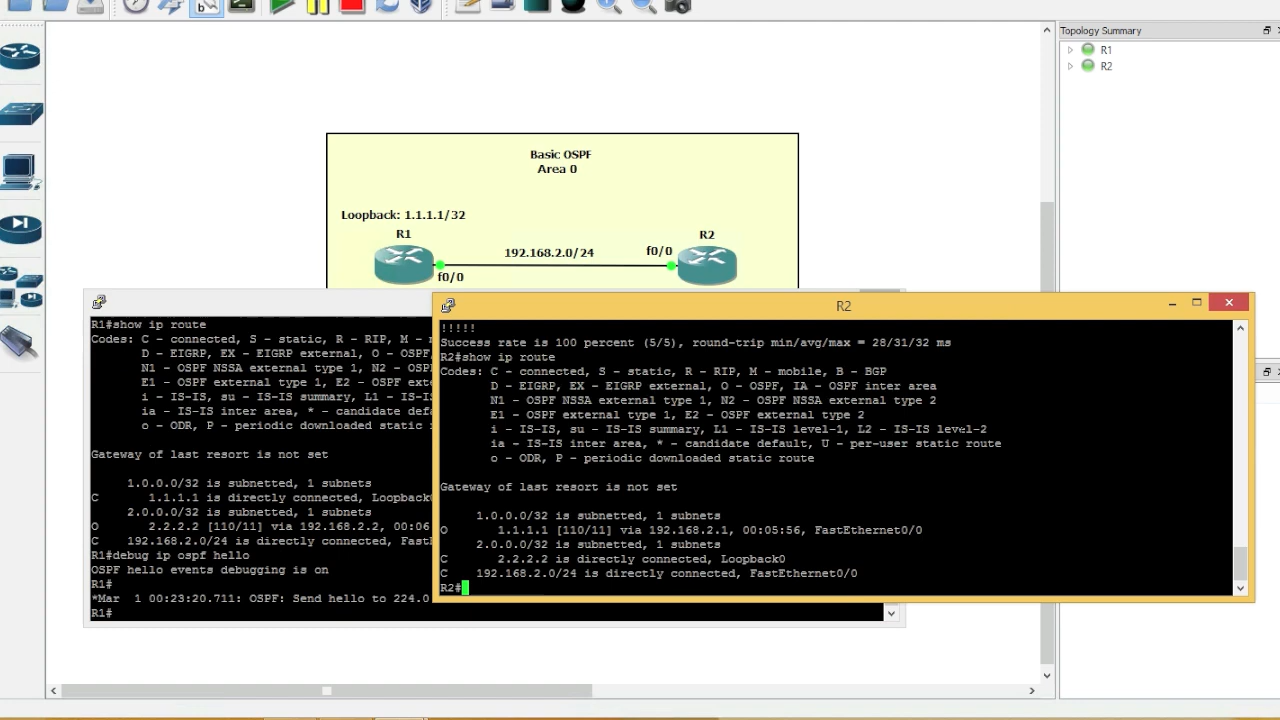 Topology Summary
R1
R2
Basic OSPF
Area 0
Loopback: 1.1.1.1/32
R1
R2
192.168.2.0/24
f0/0
f0/0
R1#show ip route
Codes: C - connected, S - static, R - RIP, M -
D - EIGRP, EX - EIGRP external, O - OSPF,
N1 - OSPF NSSA external type 1, N2 - OSP
E1 - OSPF external type 1, E2 - OSPF exte
i - IS-IS, su - IS-IS summary, L1 - IS-IS
ia - IS-IS inter area, * - candidate def
o - ODR, P - periodic downloaded static
Gateway of last resort is not set
1.0.0.0/32 is subnetted, 1 subnets
C 1.1.1.1 is directly connected, Loopback
2.0.0.0/32 is subnetted, 1 subnets
O 2.2.2.2 [110/11] via 192.168.2.2, 00:06
C 192.168.2.0/24 is directly connected, Fast
R1#debug ip ospf hello
OSPF hello events debugging is on
R1#
*Mar 1 00:23:20.711: OSPF: Send hello to 224.0
R1#
R2
!!!!!
Success rate is 100 percent (5/5), round-trip min/avg/max = 28/31/32 ms
R2#show ip route
Codes: C - connected, S - static, R - RIP, M - mobile, B - BGP
D - EIGRP, EX - EIGRP external, O - OSPF, IA - OSPF inter area
N1 - OSPF NSSA external type 1, N2 - OSPF NSSA external type 2
E1 - OSPF external type 1, E2 - OSPF external type 2
i - IS-IS, su - IS-IS summary, L1 - IS-IS level-1, L2 - IS-IS level-2
ia - IS-IS inter area, * - candidate default, U - per-user static route
o - ODR, P - periodic downloaded static route
Gateway of last resort is not set
1.0.0.0/32 is subnetted, 1 subnets
O 1.1.1.1 [110/11] via 192.168.2.1, 00:05:56, FastEthernet0/0
2.0.0.0/32 is subnetted, 1 subnets
C 2.2.2.2 is directly connected, Loopback0
C 192.168.2.0/24 is directly connected, FastEthernet0/0
R2#